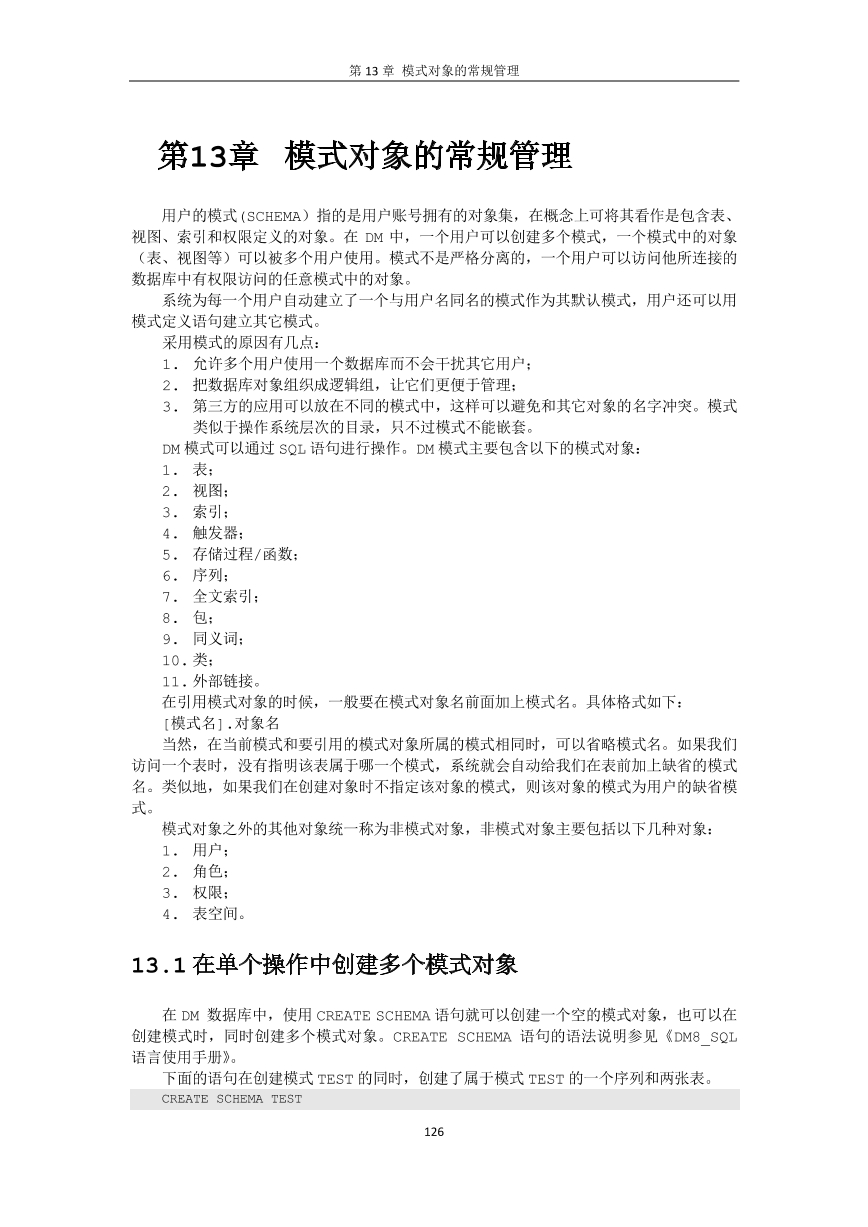 第 13 章 模式对象的常规管理
第13章 模式对象的常规管理
用户的模式(SCHEMA）指的是用户账号拥有的对象集，在概念上可将其看作是包含表、
视图、索引和权限定义的对象。在 DM 中，一个用户可以创建多个模式，一个模式中的对象
（表、视图等）可以被多个用户使用。模式不是严格分离的，一个用户可以访问他所连接的
数据库中有权限访问的任意模式中的对象。
系统为每一个用户自动建立了一个与用户名同名的模式作为其默认模式，用户还可以用
模式定义语句建立其它模式。
采用模式的原因有几点：
1. 允许多个用户使用一个数据库而不会干扰其它用户；
2. 把数据库对象组织成逻辑组，让它们更便于管理；
3. 第三方的应用可以放在不同的模式中，这样可以避免和其它对象的名字冲突。模式
类似于操作系统层次的目录，只不过模式不能嵌套。
DM 模式可以通过 SQL 语句进行操作。DM 模式主要包含以下的模式对象：
1. 表；
2. 视图；
3. 索引；
4. 触发器；
5. 存储过程/函数；
6. 序列；
7. 全文索引；
8. 包；
9. 同义词；
10. 类；
11. 外部链接。
在引用模式对象的时候，一般要在模式对象名前面加上模式名。具体格式如下：
[模式名].对象名
当然，在当前模式和要引用的模式对象所属的模式相同时，可以省略模式名。如果我们
访问一个表时，没有指明该表属于哪一个模式，系统就会自动给我们在表前加上缺省的模式
名。类似地，如果我们在创建对象时不指定该对象的模式，则该对象的模式为用户的缺省模
式。
模式对象之外的其他对象统一称为非模式对象，非模式对象主要包括以下几种对象：
1. 用户；
2. 角色；
3. 权限；
4. 表空间。
13.1 在单个操作中创建多个模式对象
在 DM 数据库中，使用 CREATE SCHEMA 语句就可以创建一个空的模式对象，也可以在
创建模式时，同时创建多个模式对象。CREATE SCHEMA 语句的语法说明参见《DM8_SQL
语言使用手册》。
下面的语句在创建模式 TEST 的同时，创建了属于模式 TEST 的一个序列和两张表。
CREATE SCHEMA TEST
126